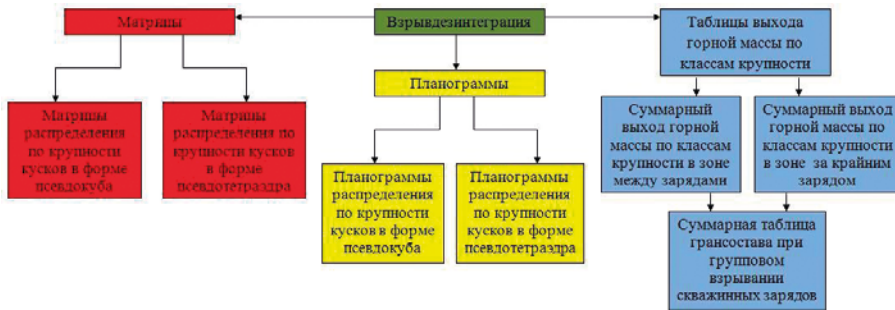 Матрицы
Взрывдезинтеграция
Таблицы выхода
горной массы по
классам крупности
Планограммы
Матрицы
распределения
по крупности
кусков в форме
псевдокуба
Матрицы
распределения по
крупности кусков
в форме
псевдотетраэдра
Планограммы
распределения
по крупности
кусков в форме
псевдокуба
Планограммы
распределения
по крупности
кусков в форме
псевдотетраэдра
Суммарный
выход горной
массы по классам
крупности в зоне
между зарядами
Суммарный выход
горной массы по
классам крупности
в зоне за крайним
зарядом
Суммарная таблица
грансостава при
групповом
взрывании
скважинных зарядов